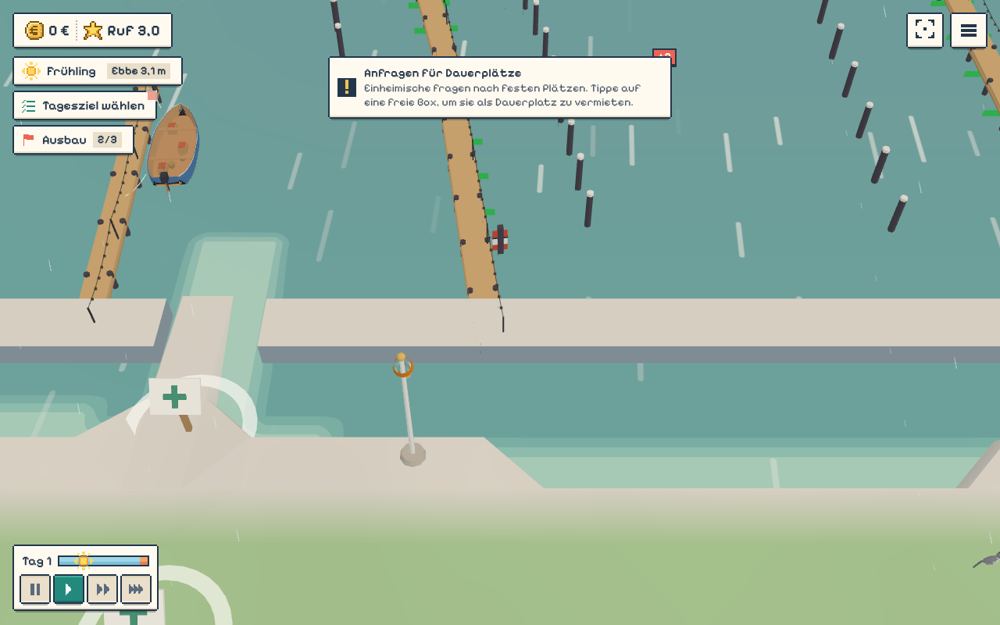 0 € Ruf 3,0
Frühling Ebbe 3,1m
Tagesziel wählen
Ausbau 2/3
Anfragen für Dauerplätze
Einheimische fragen nach festen Plätzen. Tippe auf
eine freie Box, um sie als Dauerplatz zu vermieten.
Tag 1